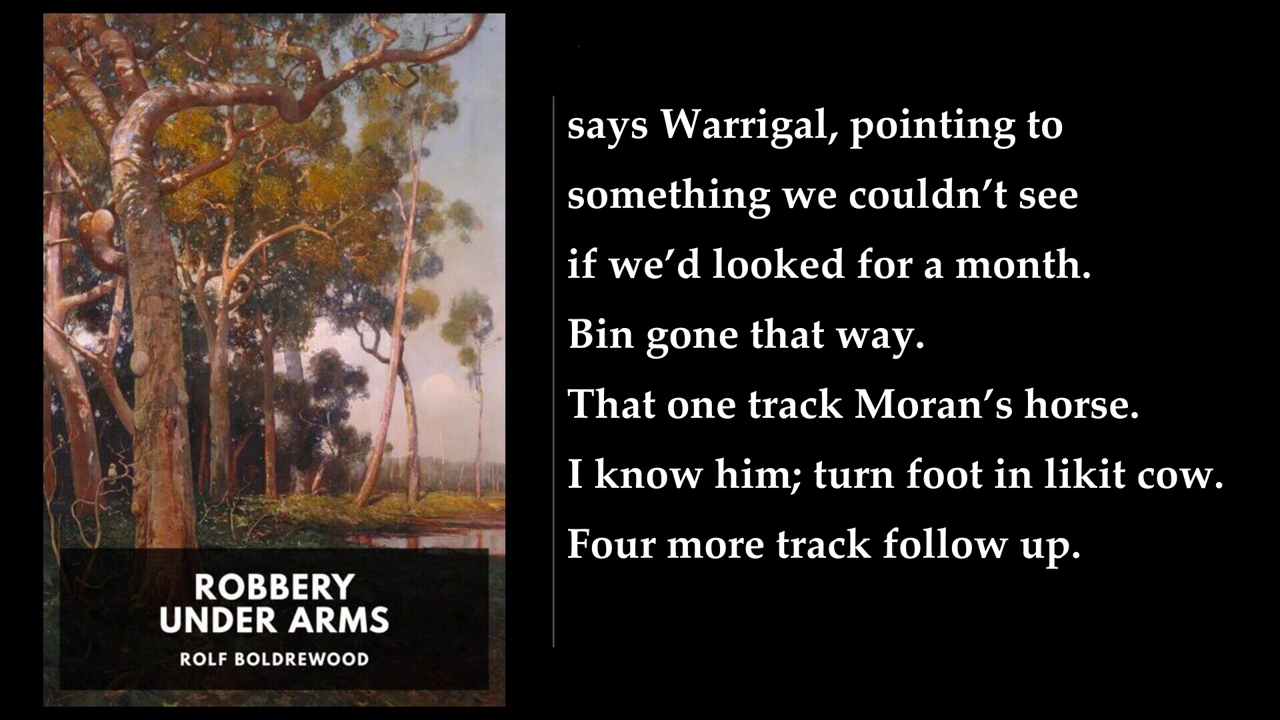 ROBBERY
UNDER ARMS
ROLF BOLDREWOOD
says Warrigal, pointing to
something we couldn’t see
if we’d looked for a month.
Bin gone that way.
That one track Moran’s horse.
I know him; turn foot in likit cow.
Four more track follow up.